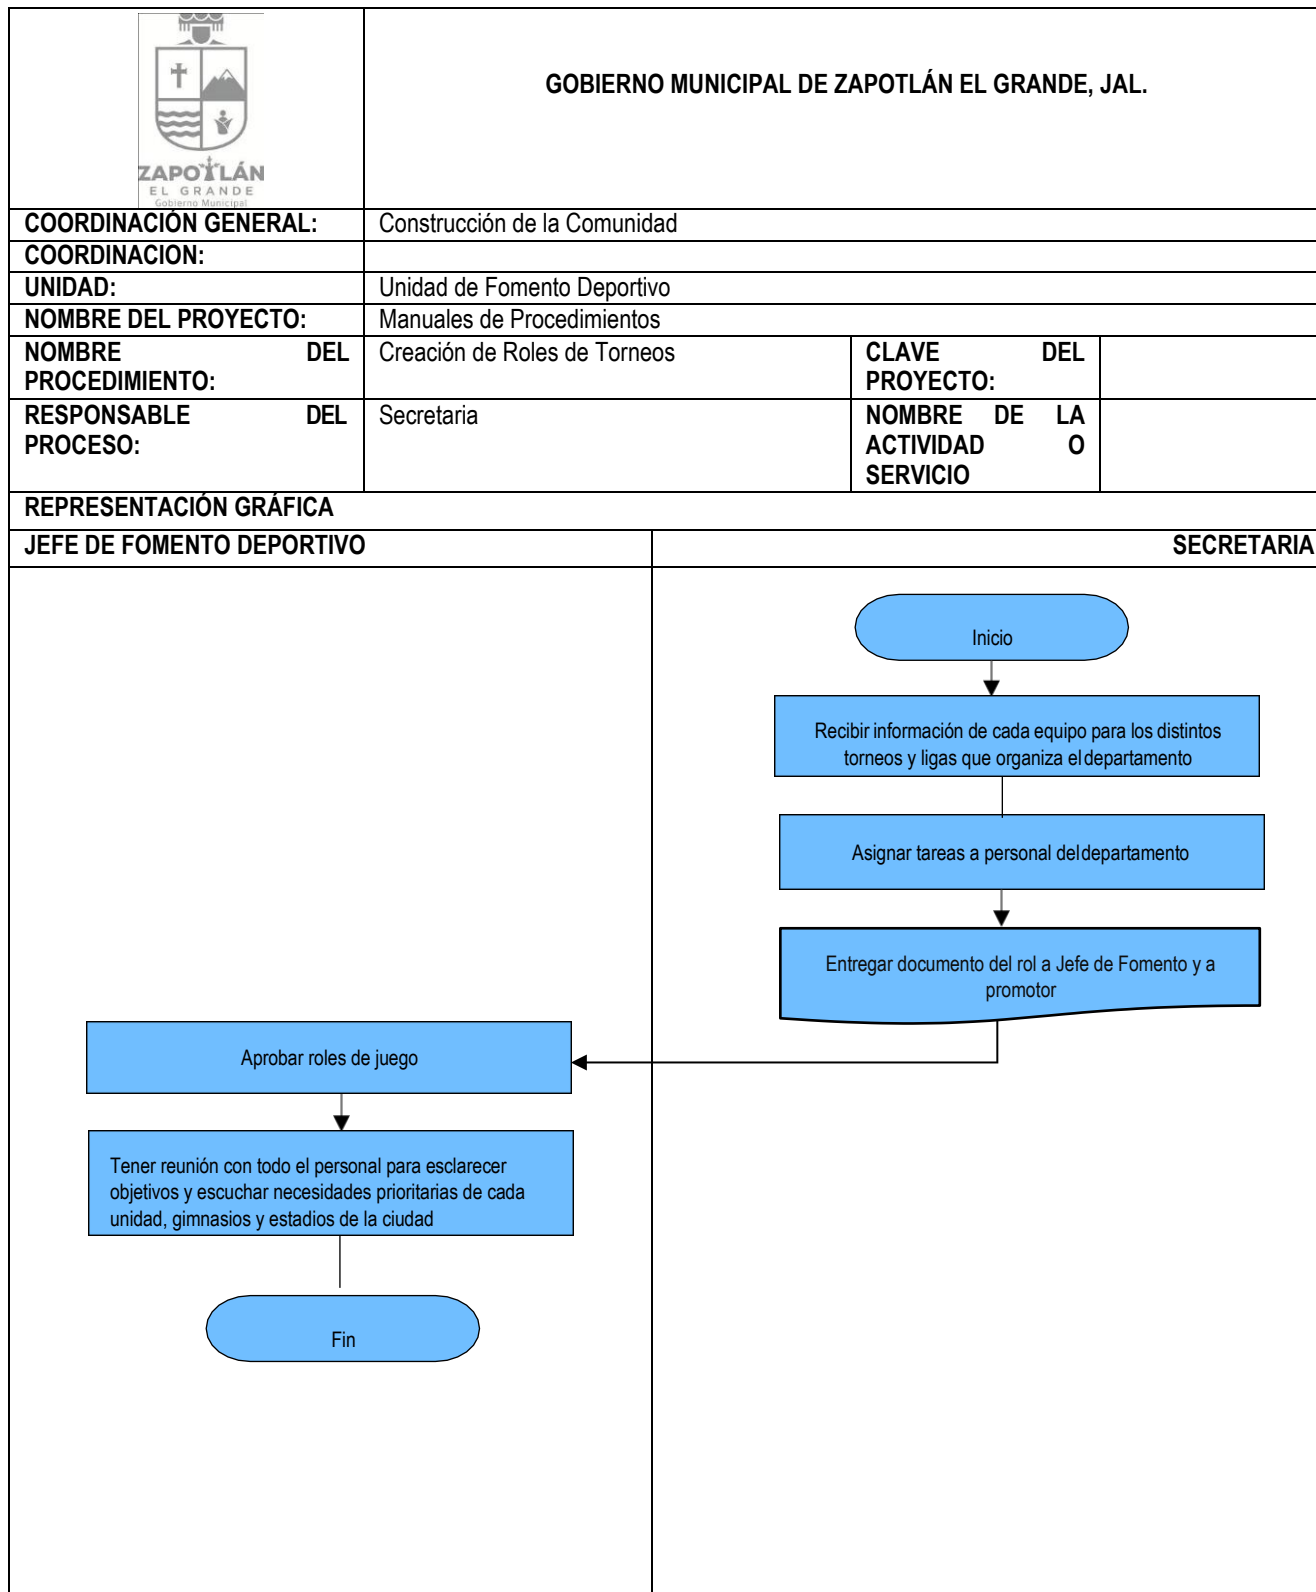 ZAPOTLÁN
EL GRANDE
Gobierno Municipal
GOBIERNO MUNICIPAL DE ZAPOTLÁN EL GRANDE, JAL.
COORDINACIÓN GENERAL: Construcción de la Comunidad
COORDINACION:
UNIDAD: Unidad de Fomento Deportivo
NOMBRE DEL PROYECTO: Manuales de Procedimientos
NOMBRE DEL
PROCEDIMIENTO:
Creación de Roles de Torneos
CLAVE DEL
PROYECTO:
RESPONSABLE DEL
PROCESO:
Secretaria
NOMBRE DE LA
ACTIVIDAD O
SERVICIO
REPRESENTACIÓN GRÁFICA
JEFE DE FOMENTO DEPORTIVO
SECRETARIA
Inicio
Recibir información de cada equipo para los distintos
torneos y ligas que organiza eldepartamento
Asignar tareas a personal deldepartamento
Entregar documento del rol a Jefe de Fomento y a
promotor
Aprobar roles de juego
Tener reunión con todo el personal para esclarecer
objetivos y escuchar necesidades prioritarias de cada
unidad, gimnasios y estadios de la ciudad
Fin